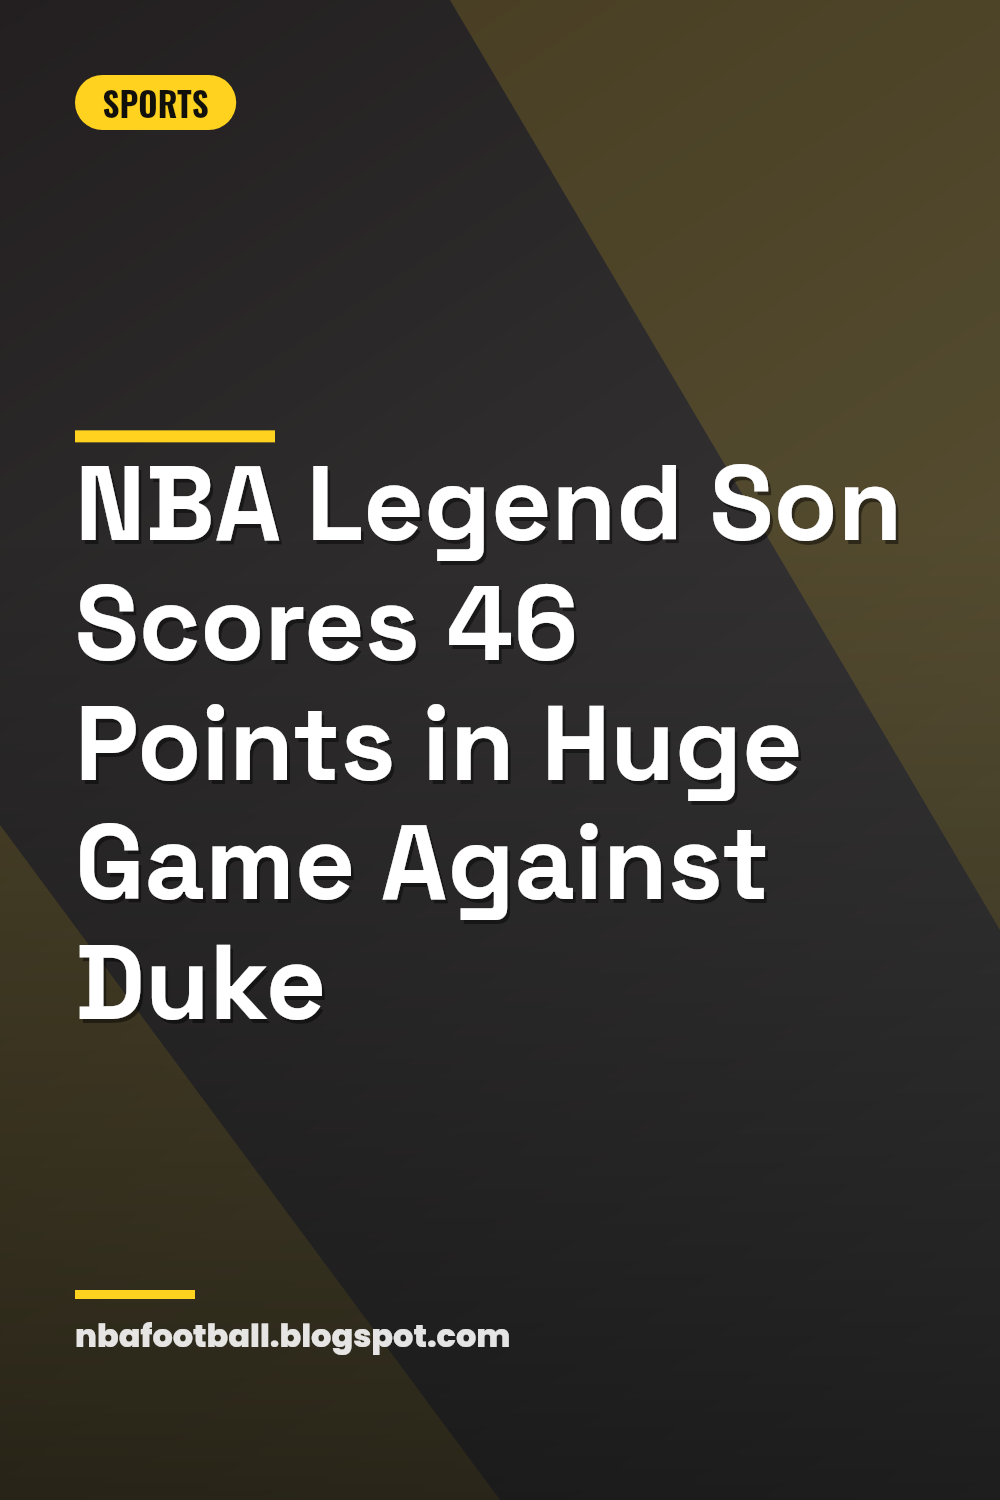 SPORTS
NBA Legend Son
Scores 46
Points in Huge
Game Against
Duke
nbafootball.blogspot.com